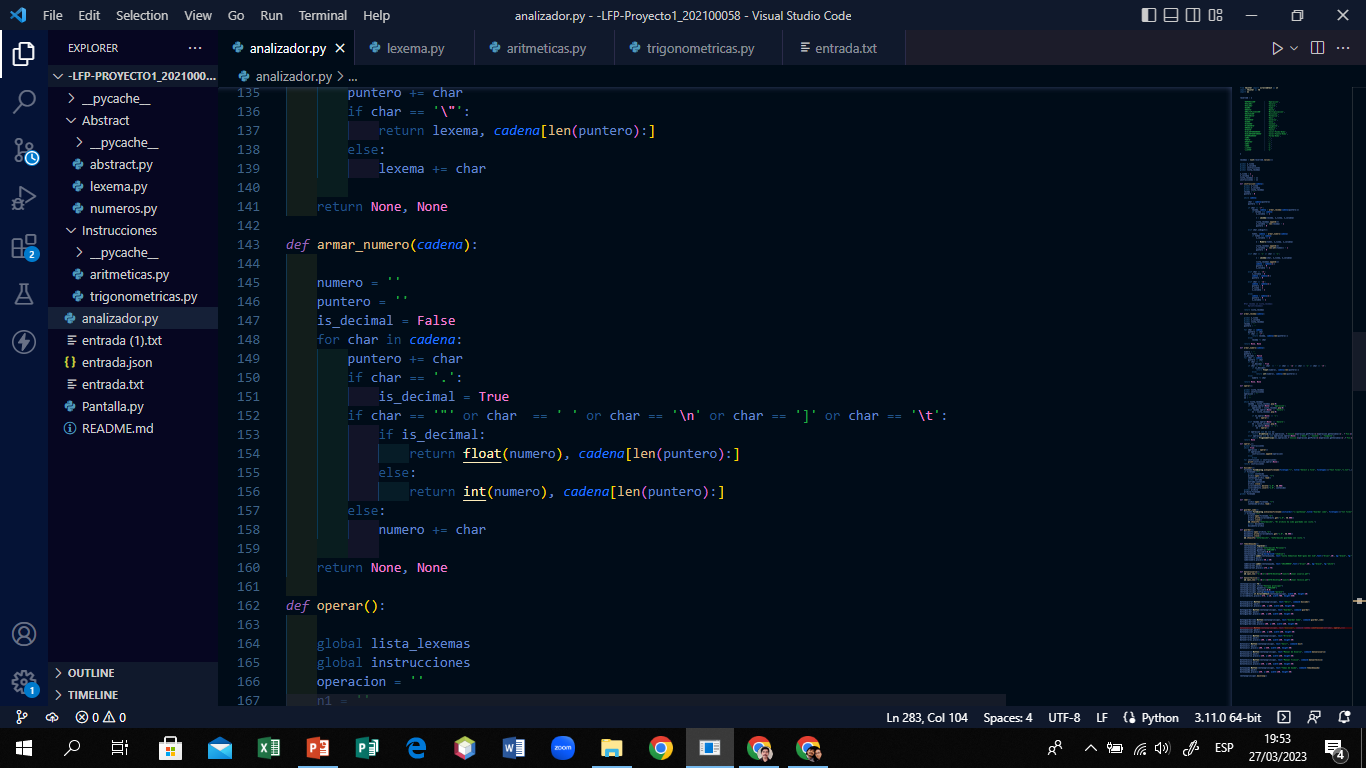 File Edit Selection View Go Run Terminal Help
analizador.py - -LFP-Proyecto1_202100058 - Visual Studio Code
EXPLORER
analizador.py
lexema.py
aritmeticas.py
trigonometricas.py
entrada.txt
-LFP-PROYECTO1_202100...
analizador.py > ...
__pycache__
Abstract
__pycache__
abstract.py
lexema.py
numeros.py
Instrucciones
__pycache__
aritmeticas.py
trigonometricas.py
analizador.py
entrada (1).txt
entrada.json
entrada.txt
Pantalla.py
README.md
OUTLINE
TIMELINE
135 puntero += char
136 if char == '\"':
137 return lexema, cadena[len(puntero):]
138 else:
139 lexema += char
140
141 return None, None
142
143 def armar_numero(cadena):
144
145 numero = ''
146 puntero = ''
147 is_decimal = False
148 for char in cadena:
149 puntero += char
150 if char == '.':
151 is_decimal = True
152 if char == '"' or char  == ' ' or char == '\n' or char == ']' or char == '\t':
153 if is_decimal:
154 return float(numero), cadena[len(puntero):]
155 else:
156 return int(numero), cadena[len(puntero):]
157 else:
158 numero += char
159
160 return None, None
161
162 def operar():
163
164 global lista_lexemas
165 global instrucciones
166 operacion = ''
167 n1 = ''
0 0 Ln 283, Col 104 Spaces: 4 UTF-8 LF Python 3.11.0 64-bit
2
1
zoom
ESP
19:53
27/03/2023
4